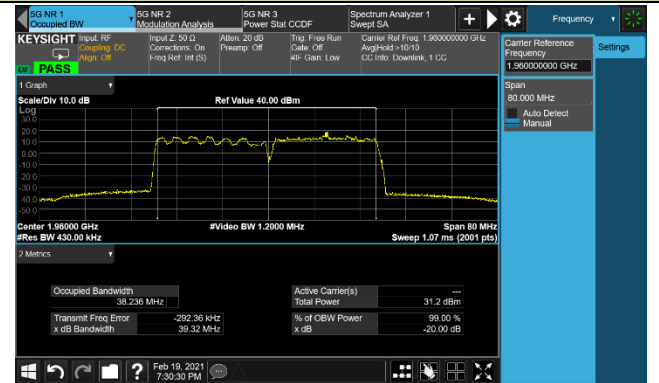 5G NR 1
Occupied BW
5G NR 2
Modulation Analysis
5G NR 3
Power Stat CCDF
Spectrum Analyzer 1
Swept SA
Frequency
KEYSIGHT
Input: RF
Coupling: DC
Align: Off
Input Z: 50 Ω
Corrections: On
Freq Ref: Int (S)
Atten: 20 dB
Preamp: Off
Trig: Free Run
Gate: Off
#IF Gain: Low
Carrier Ref Freq: 1.960000000 GHz
Avg|Hold:>10/10
CC Info: Downlink, 1 CC
PASS
Carrier Reference
Frequency
1.960000000 GHz
Settings
Span
80.000 MHz
Auto Detect
Manual
1 Graph
Scale/Div 10.0 dB
Ref Value 40.00 dBm
Log
30.0
20.0
10.0
0.00
-10.0
-20.0
-30.0
-40.0
-50.0
Center 1.96000 GHz
#Video BW 1.2000 MHz
Span 80 MHz
#Res BW 430.00 kHz
Sweep 1.07 ms (2001 pts)
2 Metrics
Occupied Bandwidth
38.236 MHz
Active Carrier(s)
---
Total Power
31.2 dBm
Transmit Freq Error
-292.36 kHz
% of OBW Power
99.00 %
x dB Bandwidth
39.32 MHz
x dB
-20.00 dB
?
Feb 19, 2021
7:30:30 PM